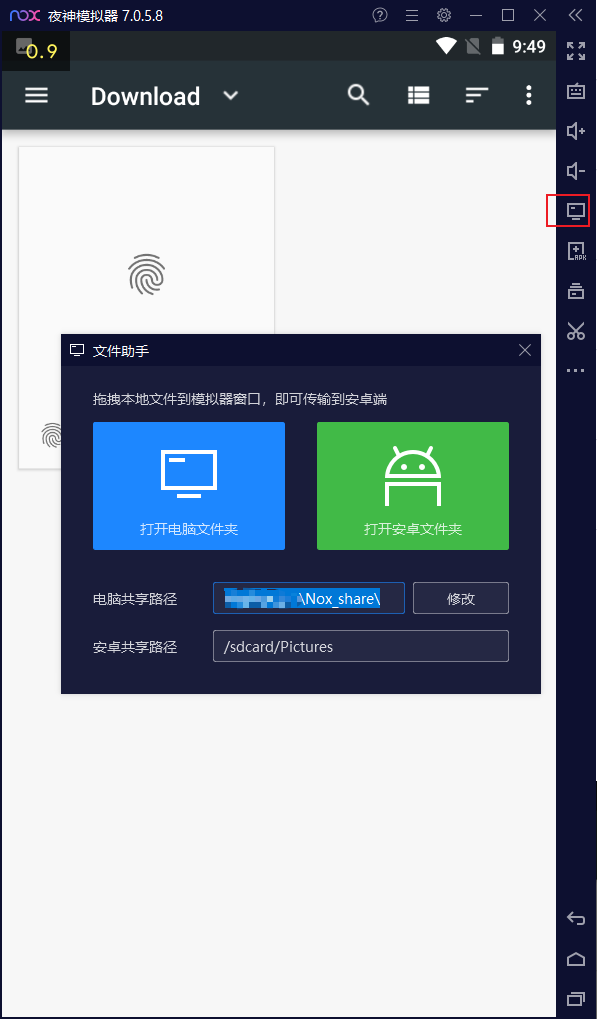 nox 夜神模拟器 7.0.5.8
0.9
9:49
Download
APK
文件助手
拖拽本地文件到模拟器窗口，即可传输到安卓端
打开电脑文件夹 打开安卓文件夹
电脑共享路径 \Nox_share\ 修改
安卓共享路径 /sdcard/Pictures